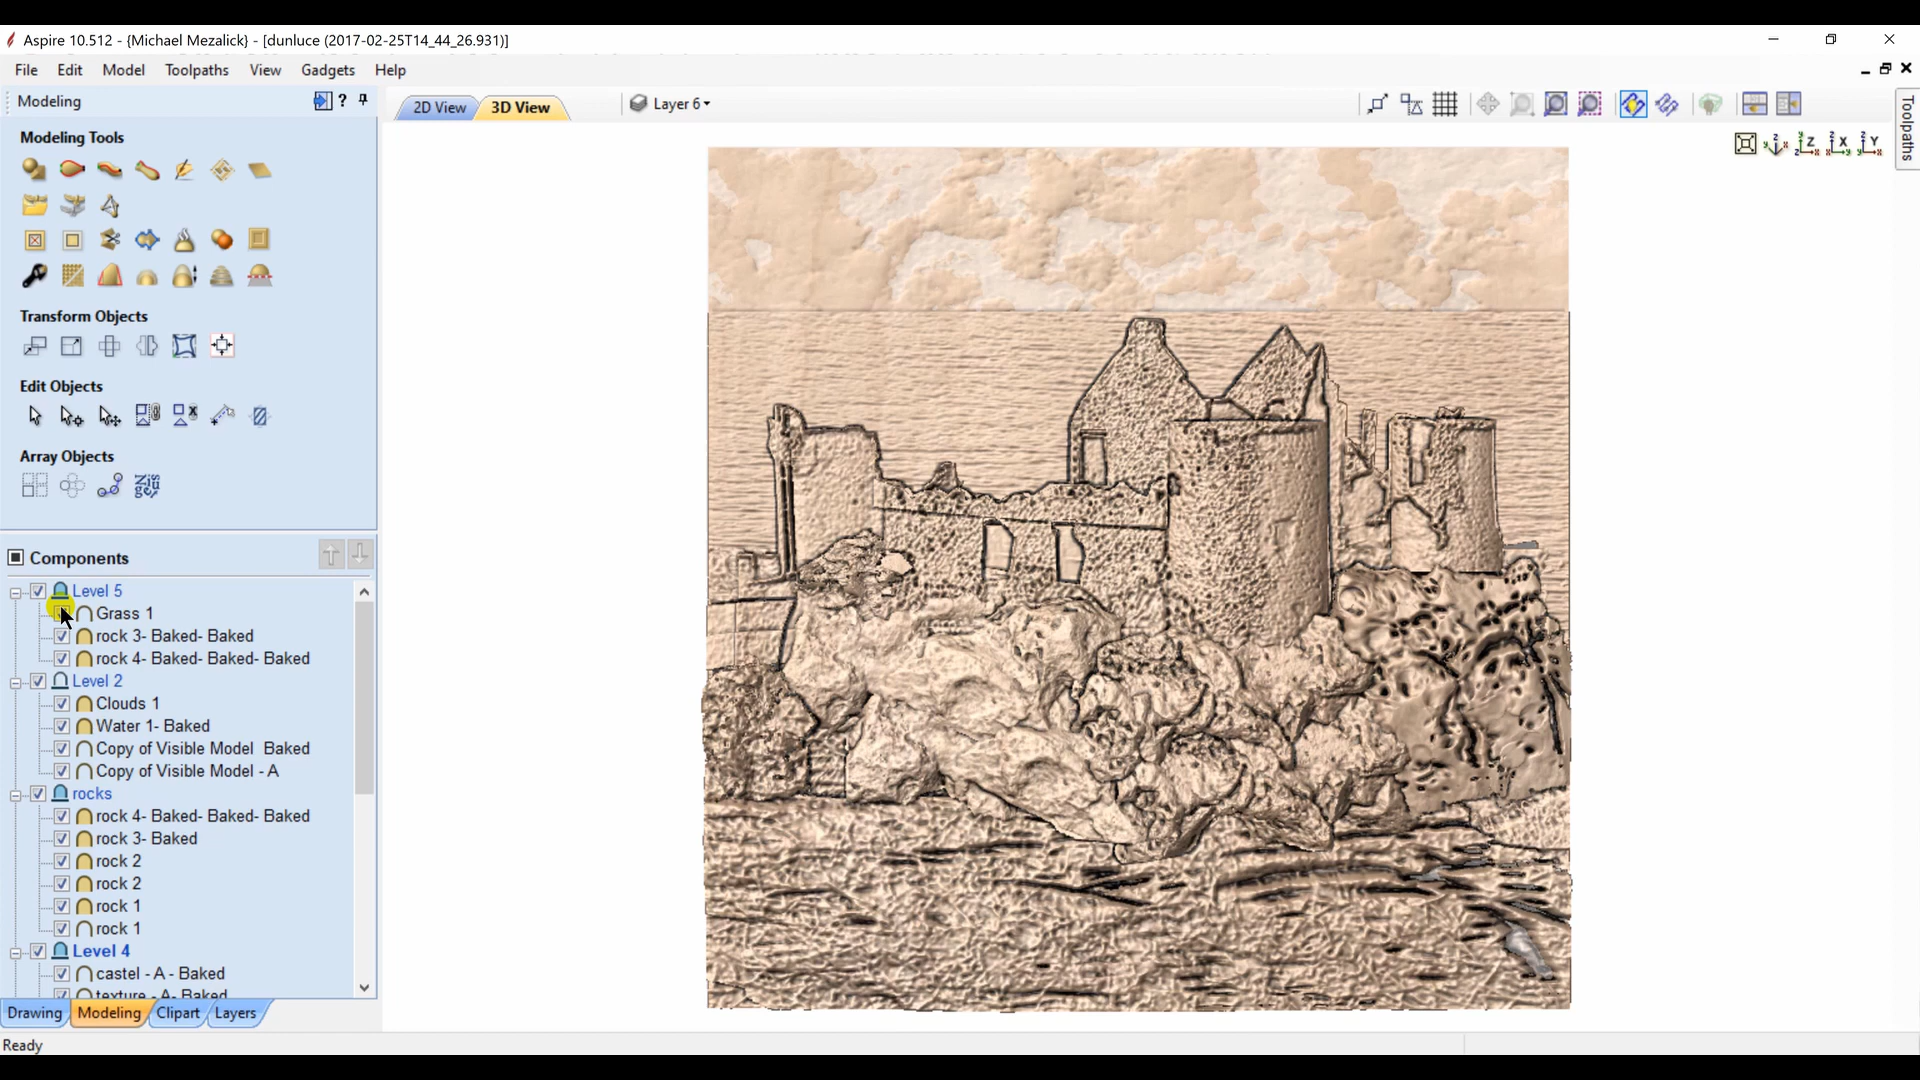 Aspire 10.512 - {Michael Mezalick} - [dunluce (2017-02-25T14_44_26.931)]
File Edit Model Toolpaths View Gadgets Help
Modeling ?
2D View 3D View Layer 6
Toolpaths
Modeling Tools
Transform Objects
Edit Objects
Array Objects
Components
Level 5
Grass 1
rock 3- Baked- Baked
rock 4- Baked- Baked- Baked
Level 2
Clouds 1
Water 1- Baked
Copy of Visible Model Baked
Copy of Visible Model - A
rocks
rock 4- Baked- Baked- Baked
rock 3- Baked
rock 2
rock 2
rock 1
rock 1
Level 4
castel - A - Baked
texture - A- Baked
Drawing Modeling Clipart Layers
Ready